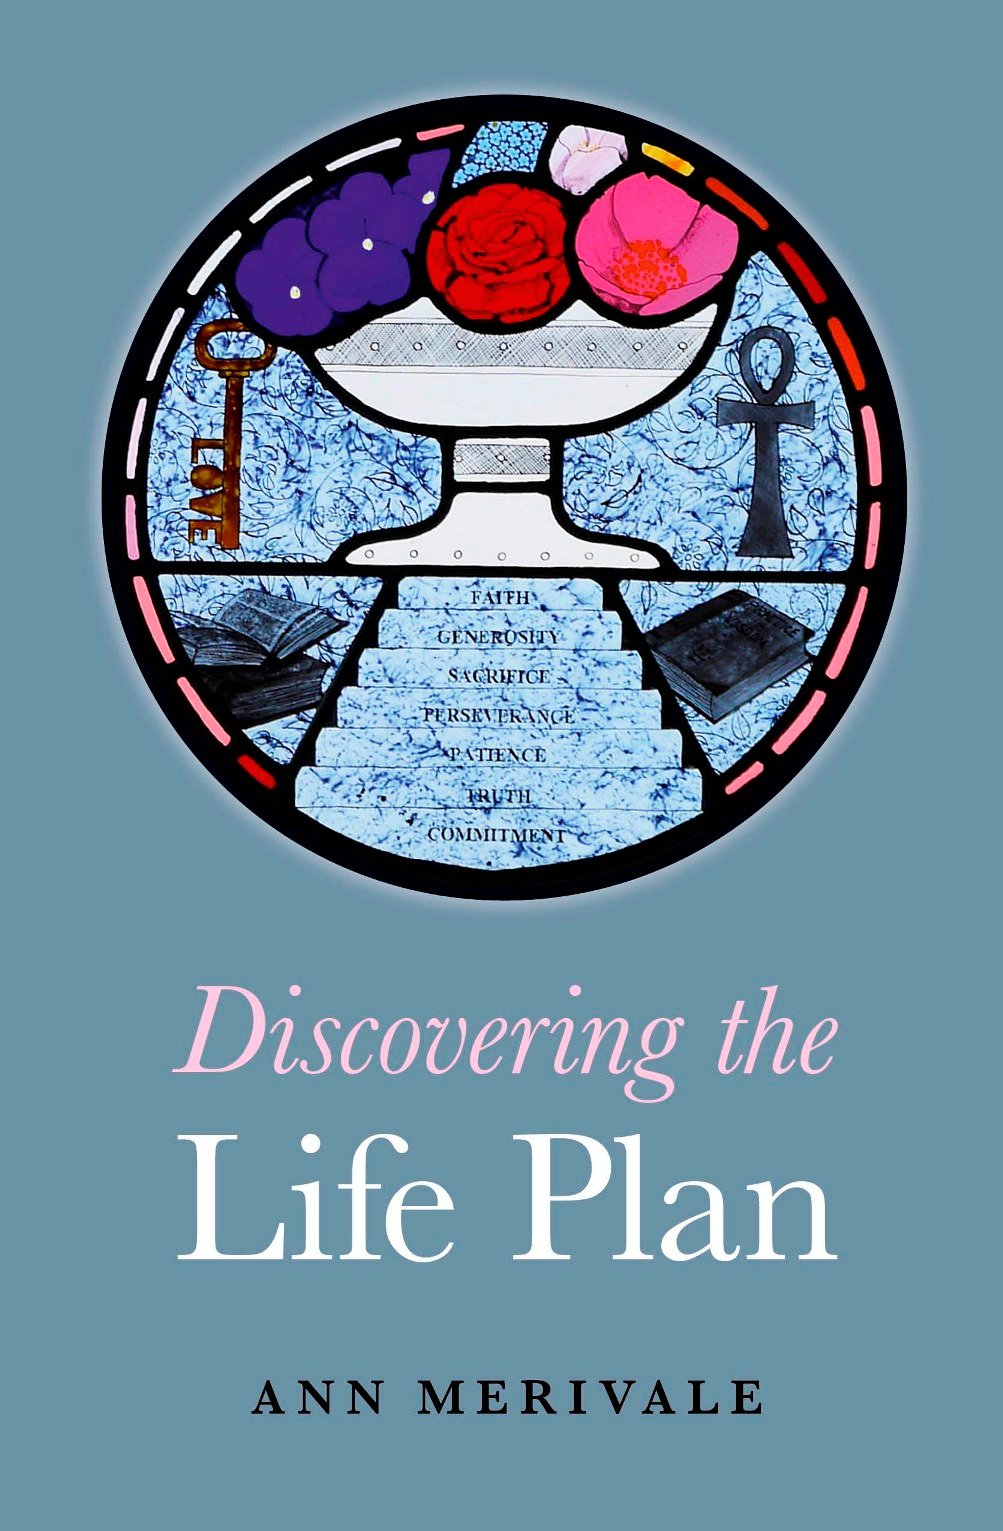 LOVE
FAITH
GENEROSITY
SACRIFICE
PERSEVERANCE
PATIENCE
TRUTH
COMMITMENT
Discovering the
Life Plan
ANN MERIVALE